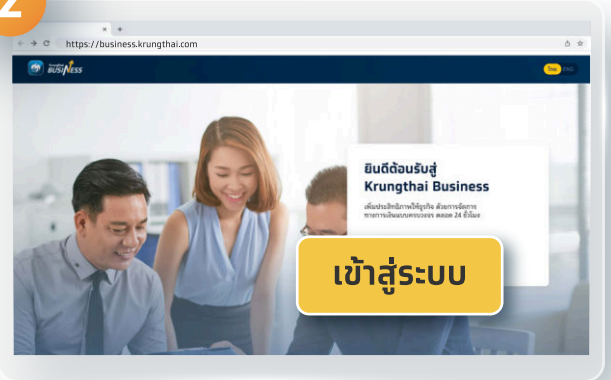 2
https://business.krungthai.com
Krungthai
BUSINESS
ไทย ENG
ยินดีต้อนรับสู่
Krungthai Business
เพิ่มประสิทธิภาพให้ธุรกิจ ด้วยการจัดการ
ทางการเงินแบบครบวงจร ตลอด 24 ชั่วโมง
เข้าสู่ระบบ